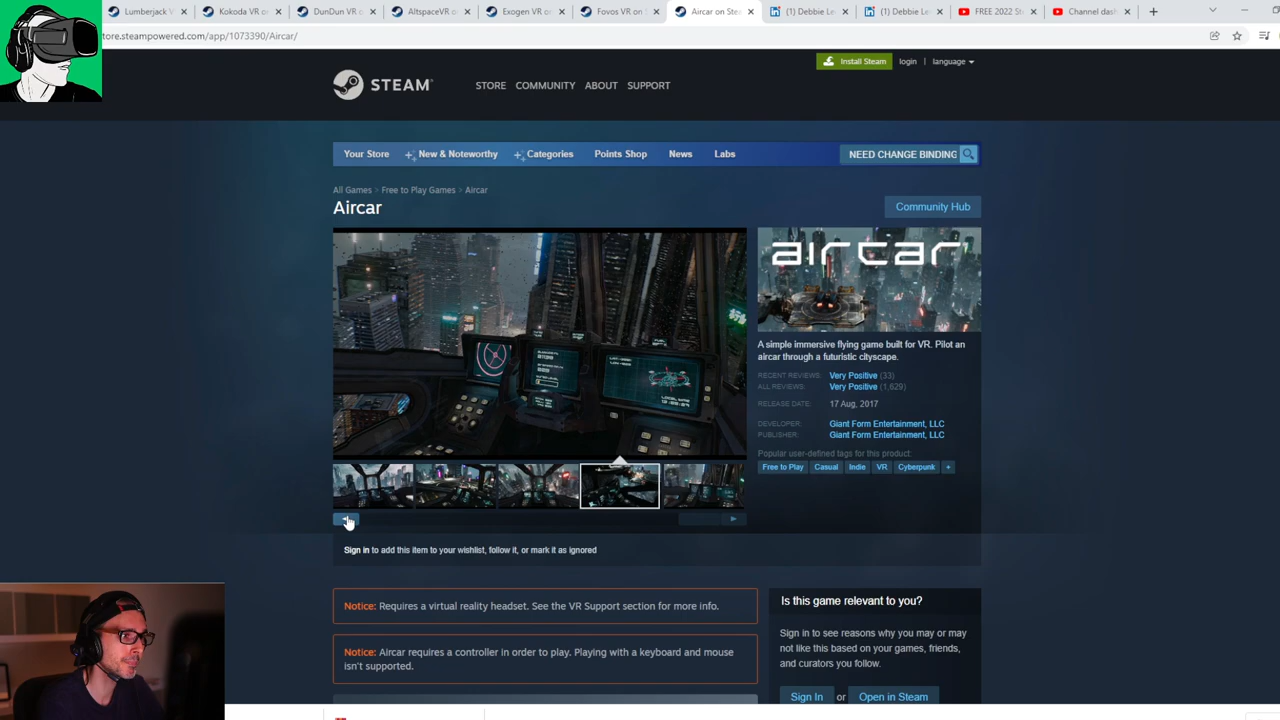 Lumberjack V
Kokoda VR o
DunDun VR o
AltspaceVR o
Exogen VR o
Fovos VR on
Aircar on Ste
(1) Debbie Le
(1) Debbie Le
FREE 2022 St
Channel das
tore.steampowered.com/app/1073390/Aircar/
Install Steam | login | language
STEAM® STORE COMMUNITY ABOUT SUPPORT
Your Store New & Noteworthy Categories Points Shop News Labs NEED CHANGE BINDING
All Games > Free to Play Games > Aircar
Aircar
Community Hub
aircar
A simple immersive flying game built for VR. Pilot an
aircar through a futuristic cityscape.
RECENT REVIEWS: Very Positive (33)
ALL REVIEWS: Very Positive (1,629)
RELEASE DATE: 17 Aug, 2017
DEVELOPER: Giant Form Entertainment, LLC
PUBLISHER: Giant Form Entertainment, LLC
Popular user-defined tags for this product:
Free to Play Casual Indie VR Cyberpunk +
Sign in to add this item to your wishlist, follow it, or mark it as ignored
Notice: Requires a virtual reality headset. See the VR Support section for more info.
Notice: Aircar requires a controller in order to play. Playing with a keyboard and mouse
isn't supported.
Is this game relevant to you?
Sign in to see reasons why you may or may
not like this based on your games, friends,
and curators you follow.
Sign In or Open in Steam